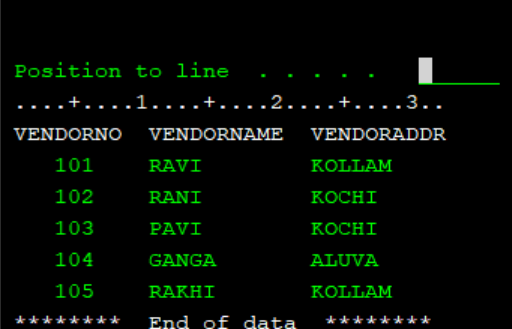 Position to line . . . . .
....+....1....+....2....+....3..
VENDORNO VENDORNAME VENDORADDR
101 RAVI KOLLAM
102 RANI KOCHI
103 PAVI KOCHI
104 GANGA ALUVA
105 RAKHI KOLLAM
******** End of data ********